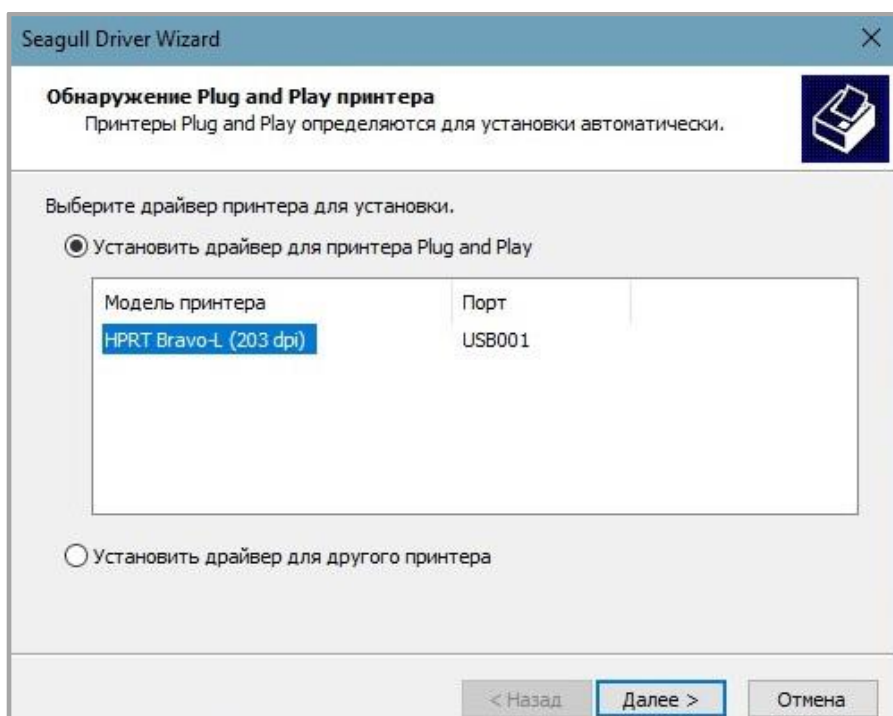 Seagull Driver Wizard
Обнаружение Plug and Play принтера
Принтеры Plug and Play определяются для установки автоматически.
Выберите драйвер принтера для установки.
Установить драйвер для принтера Plug and Play
Модель принтера Порт
HPRT Bravo-L (203 dpi) USB001
Установить драйвер для другого принтера
< Назад Далее > Отмена